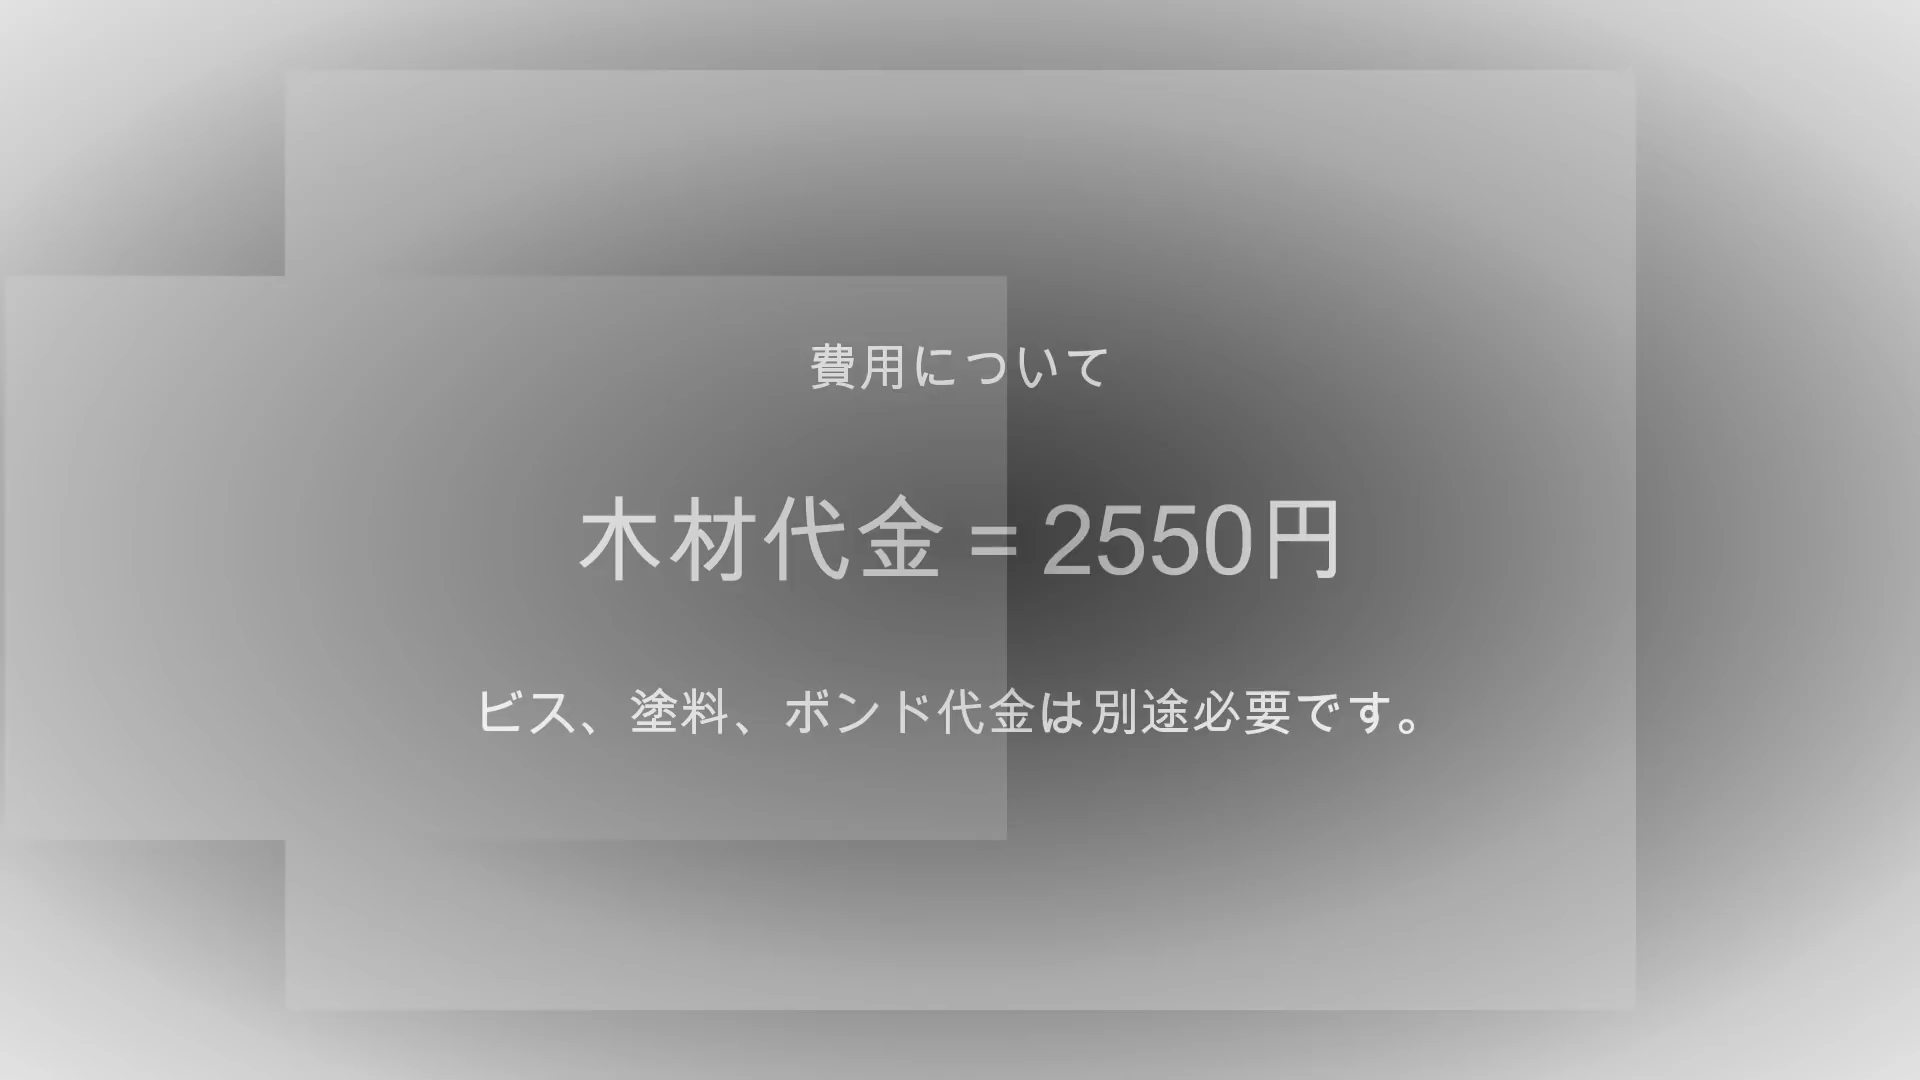 費用について
木材代金 = 2550円
ビス、塗料、ボンド代金は別途必要です。